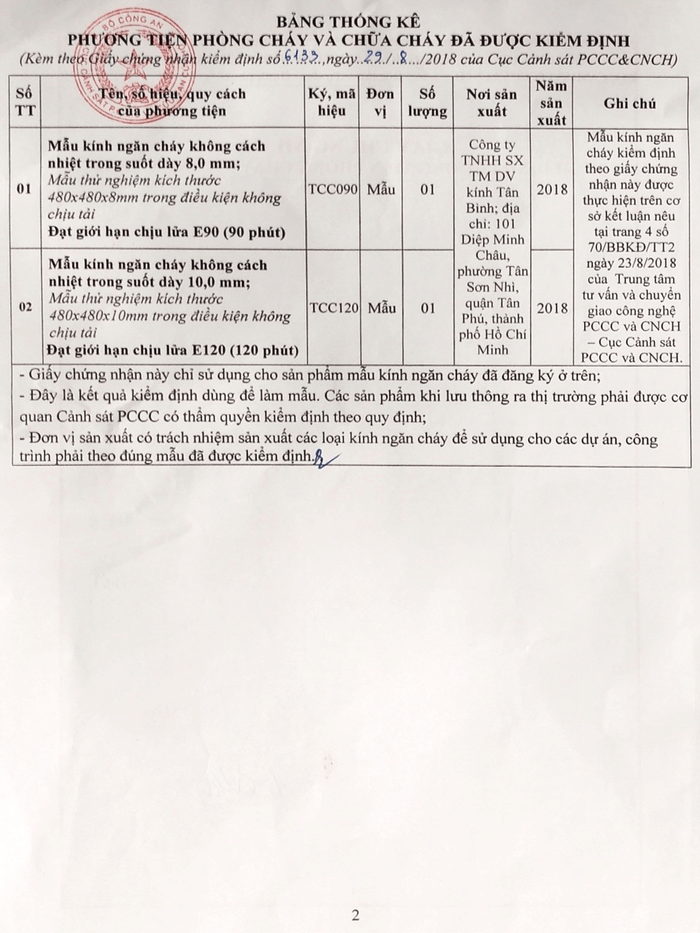 BẢNG THỐNG KÊ
PHƯƠNG TIỆN PHÒNG CHÁY VÀ CHỮA CHÁY ĐÃ ĐƯỢC KIỂM ĐỊNH
(Kèm theo Giấy chứng nhận kiểm định số 6133, ngày 29/8/2018 của Cục Cảnh sát PCCC&CNCH)
Số TT
Tên, số hiệu, quy cách của phương tiện
Ký, mã hiệu
Đơn vị
Số lượng
Nơi sản xuất
Năm sản xuất
Ghi chú
01
Mẫu kính ngăn cháy không cách
nhiệt trong suốt dày 8,0 mm;
Mẫu thử nghiệm kích thước
480x480x8mm trong điều kiện không
chịu tải
Đạt giới hạn chịu lửa E90 (90 phút)
TCC090
Mẫu
01
Công ty
TNHH SX
TM DV
kính Tân
Bình; địa
chỉ: 101
Diệp Minh
Châu,
phường Tân
Sơn Nhì,
quận Tân
Phú, thành
phố Hồ Chí
Minh
2018
Mẫu kính ngăn
cháy kiểm định
theo giấy chứng
nhận này được
thực hiện trên cơ
sở kết luận nêu
tại trang 4 số
70/BBKĐ/TT2
ngày 23/8/2018
của Trung tâm
tư vấn và chuyển
giao công nghệ
PCCC và CNCH
– Cục Cảnh sát
PCCC và CNCH.
02
Mẫu kính ngăn cháy không cách
nhiệt trong suốt dày 10,0 mm;
Mẫu thử nghiệm kích thước
480x480x10mm trong điều kiện không
chịu tải
Đạt giới hạn chịu lửa E120 (120 phút)
TCC120
Mẫu
01
2018
- Giấy chứng nhận này chỉ sử dụng cho sản phẩm mẫu kính ngăn cháy đã đăng ký ở trên;
- Đây là kết quả kiểm định dùng để làm mẫu. Các sản phẩm khi lưu thông ra thị trường phải được cơ
quan Cảnh sát PCCC có thẩm quyền kiểm định theo quy định;
- Đơn vị sản xuất có trách nhiệm sản xuất các loại kính ngăn cháy để sử dụng cho các dự án, công
trình phải theo đúng mẫu đã được kiểm định.
2